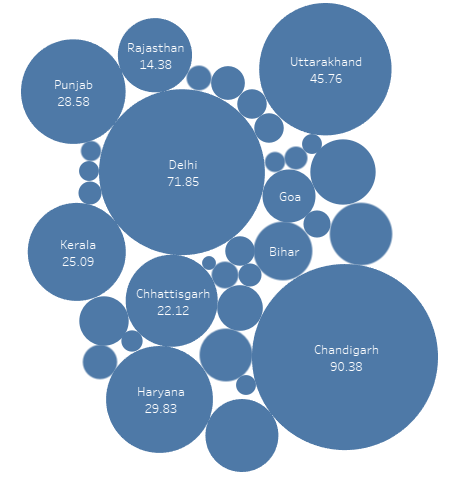 Rajasthan
14.38
Uttarakhand
45.76
Punjab
28.58
Delhi
71.85
Goa
Kerala
25.09
Bihar
Chhattisgarh
22.12
Chandigarh
90.38
Haryana
29.83